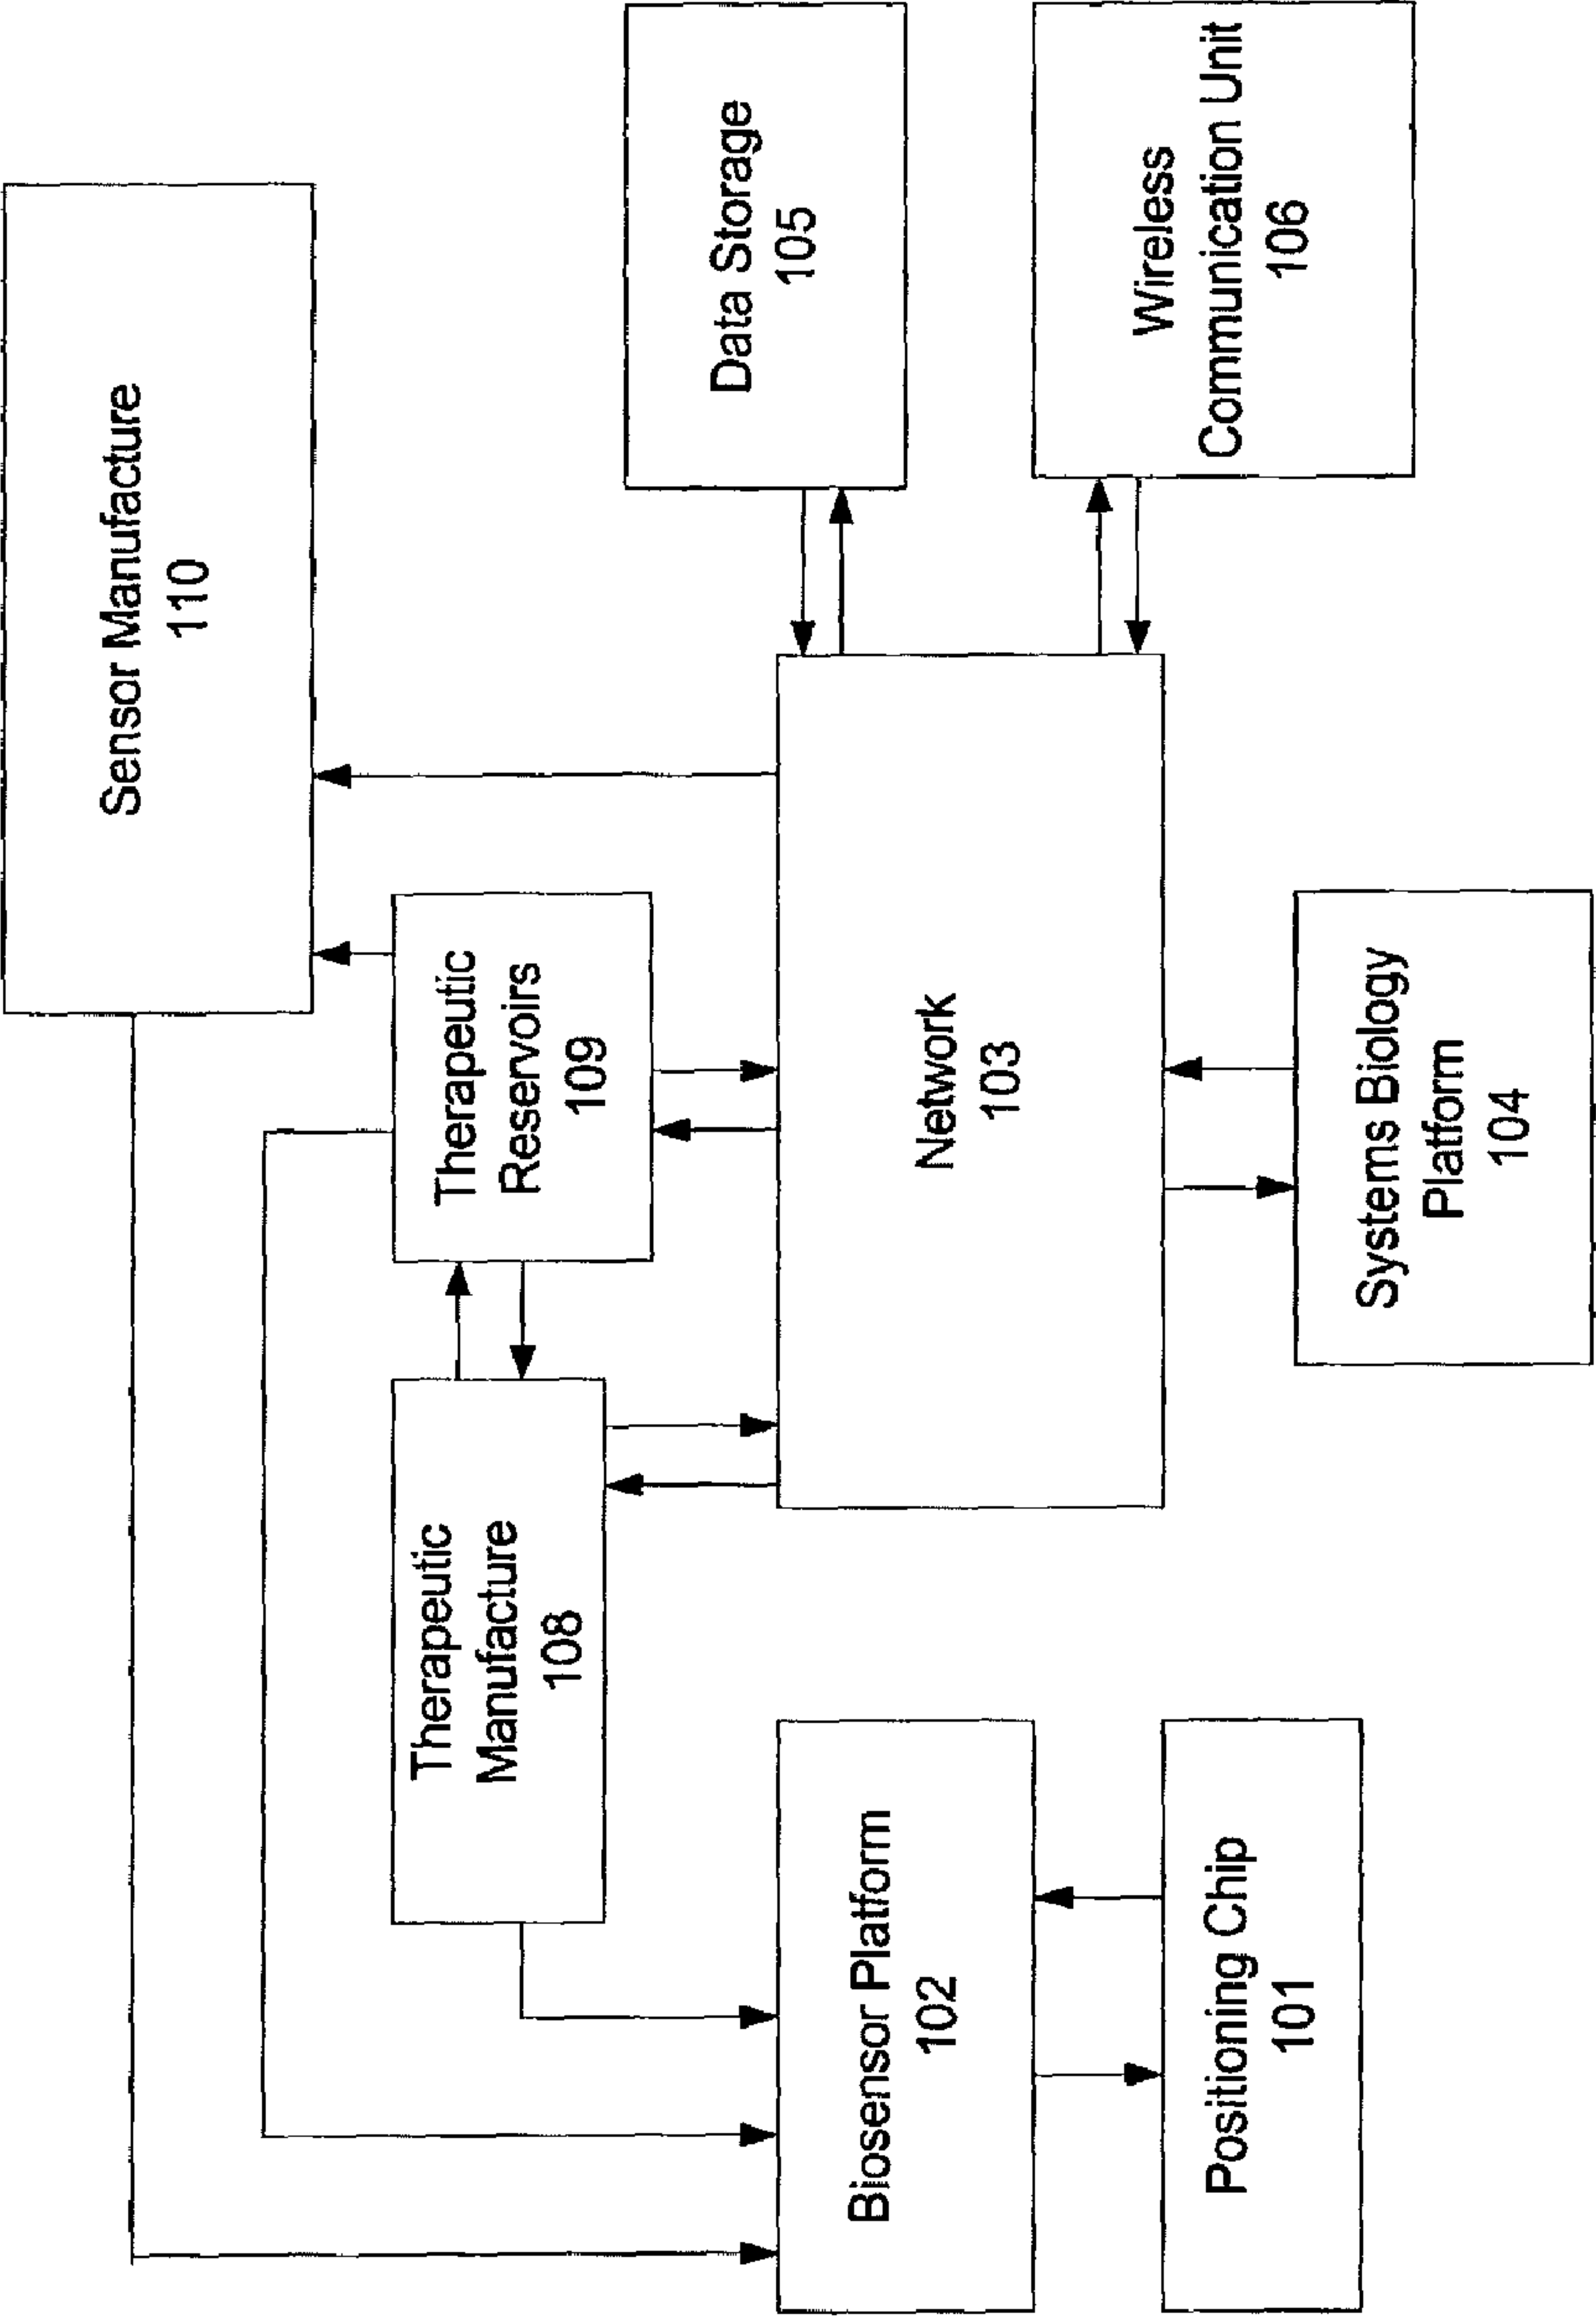 Sensor Manufacture
110
Data Storage
105
Wireless
Communication Unit
106
Therapeutic
Reservoirs
109
Therapeutic
Manufacture
108
Network
103
Systems Biology
Platform
104
Biosensor Platform
102
Positioning Chip
101